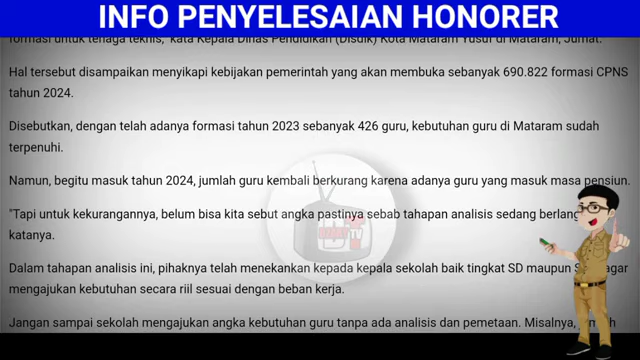 INFO PENYELESAIAN HONORER
formasi untuk tenaga teknis," kata Kepala Dinas Pendidikan (Disdik) Kota Mataram Yusuf di Mataram, Jumat.
Hal tersebut disampaikan menyikapi kebijakan pemerintah yang akan membuka sebanyak 690.822 formasi CPNS
tahun 2024.
Disebutkan, dengan telah adanya formasi tahun 2023 sebanyak 426 guru, kebutuhan guru di Mataram sudah
terpenuhi.
Namun, begitu masuk tahun 2024, jumlah guru kembali berkurang karena adanya guru yang masuk masa pensiun.
"Tapi untuk kekurangannya, belum bisa kita sebut angka pastinya sebab tahapan analisis sedang
katanya.
Dalam tahapan analisis ini, pihaknya telah menekankan kepada kepala sekolah baik tingkat SD maupun agar
mengajukan kebutuhan secara riil sesuai dengan beban kerja.
Jangan sampai sekolah mengajukan angka kebutuhan guru tanpa ada analisis dan pemetaan. Misalnya,